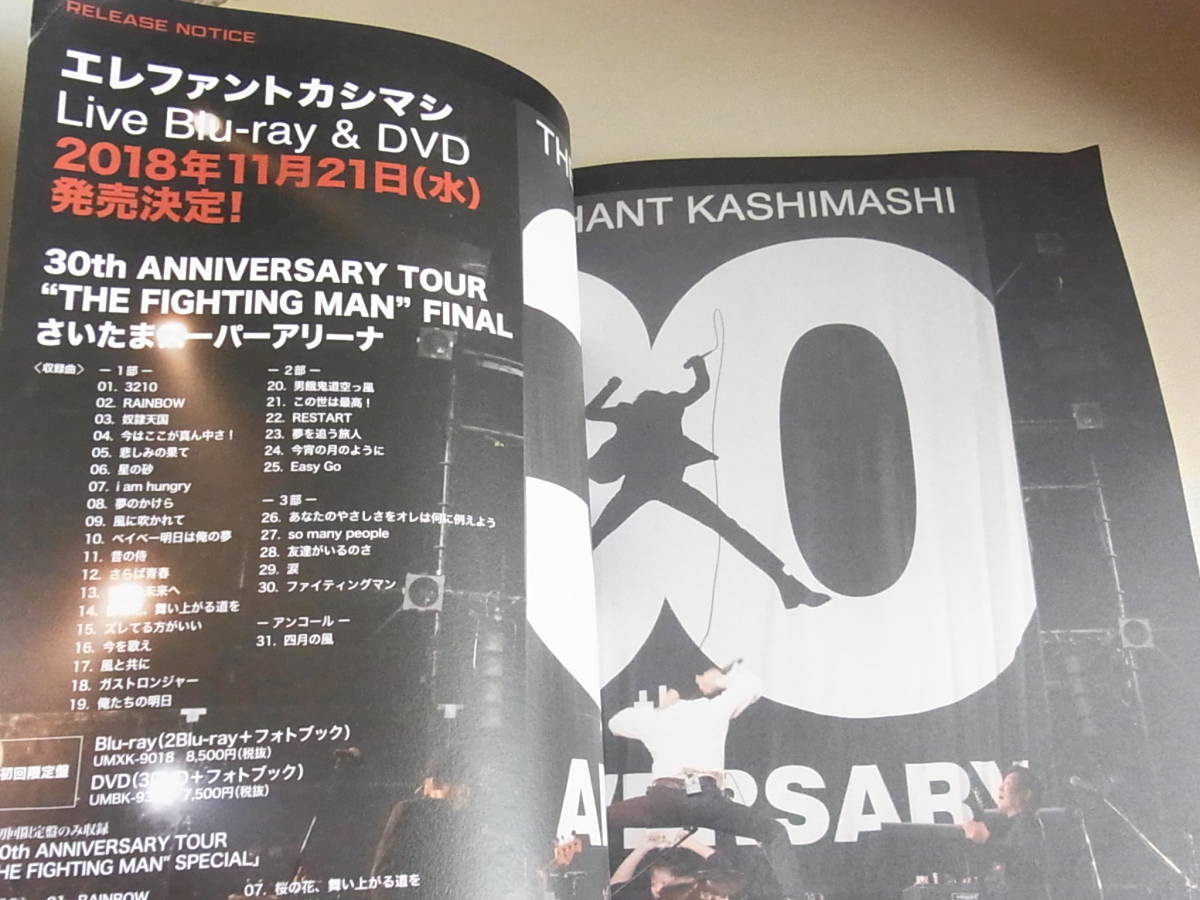 RELEASE NOTICE
エレファントカシマシ
Live Blu-ray & DVD
2018年11月21日(水)
発売決定!
30th ANNIVERSARY TOUR
“THE FIGHTING MAN” FINAL
さいたま ーパーアリーナ
〈収録曲〉
－1部－
01. 3210
02. RAINBOW
03. 奴隷天国
04. 今はここが真ん中さ!
05. 悲しみの果て
06. 星の砂
07. i am hungry
08. 夢のかけら
09. 風に吹かれて
10. ベイベー明日は俺の夢
11. 昔の侍
12. さらば青春
13. 未来へ
14. 花、舞い上がる道を
15. ズレてる方がいい
16. 今を歌え
17. 風と共に
18. ガストロンジャー
19. 俺たちの明日
－2部－
20. 男餓鬼道空っ風
21. この世は最高!
22. RESTART
23. 夢を追う旅人
24. 今宵の月のように
25. Easy Go
－3部－
26. あなたのやさしさをオレは何に例えよう
27. so many people
28. 友達がいるのさ
29. 涙
30. ファイティングマン
－アンコール－
31. 四月の風
初回限定盤
Blu-ray(2Blu-ray+フォトブック)
UMXK-9018 8,500円(税抜)
DVD(3 D+フォトブック)
UMBK-93 7,500円(税抜)
初回限定盤のみ収録
0th ANNIVERSARY TOUR
HE FIGHTING MAN" SPECIAL」
01. RAINBOW
07. 桜の花、舞い上がる道を
TH
HANT KASHIMASHI
30
ERSARY